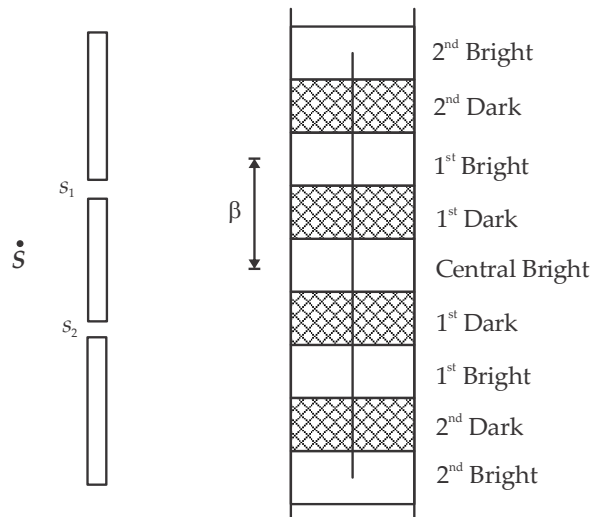 2nd Bright
2nd Dark
1st Bright
s1
β
1st Dark
s
Central Bright
s2
1st Dark
1st Bright
2nd Dark
2nd Bright